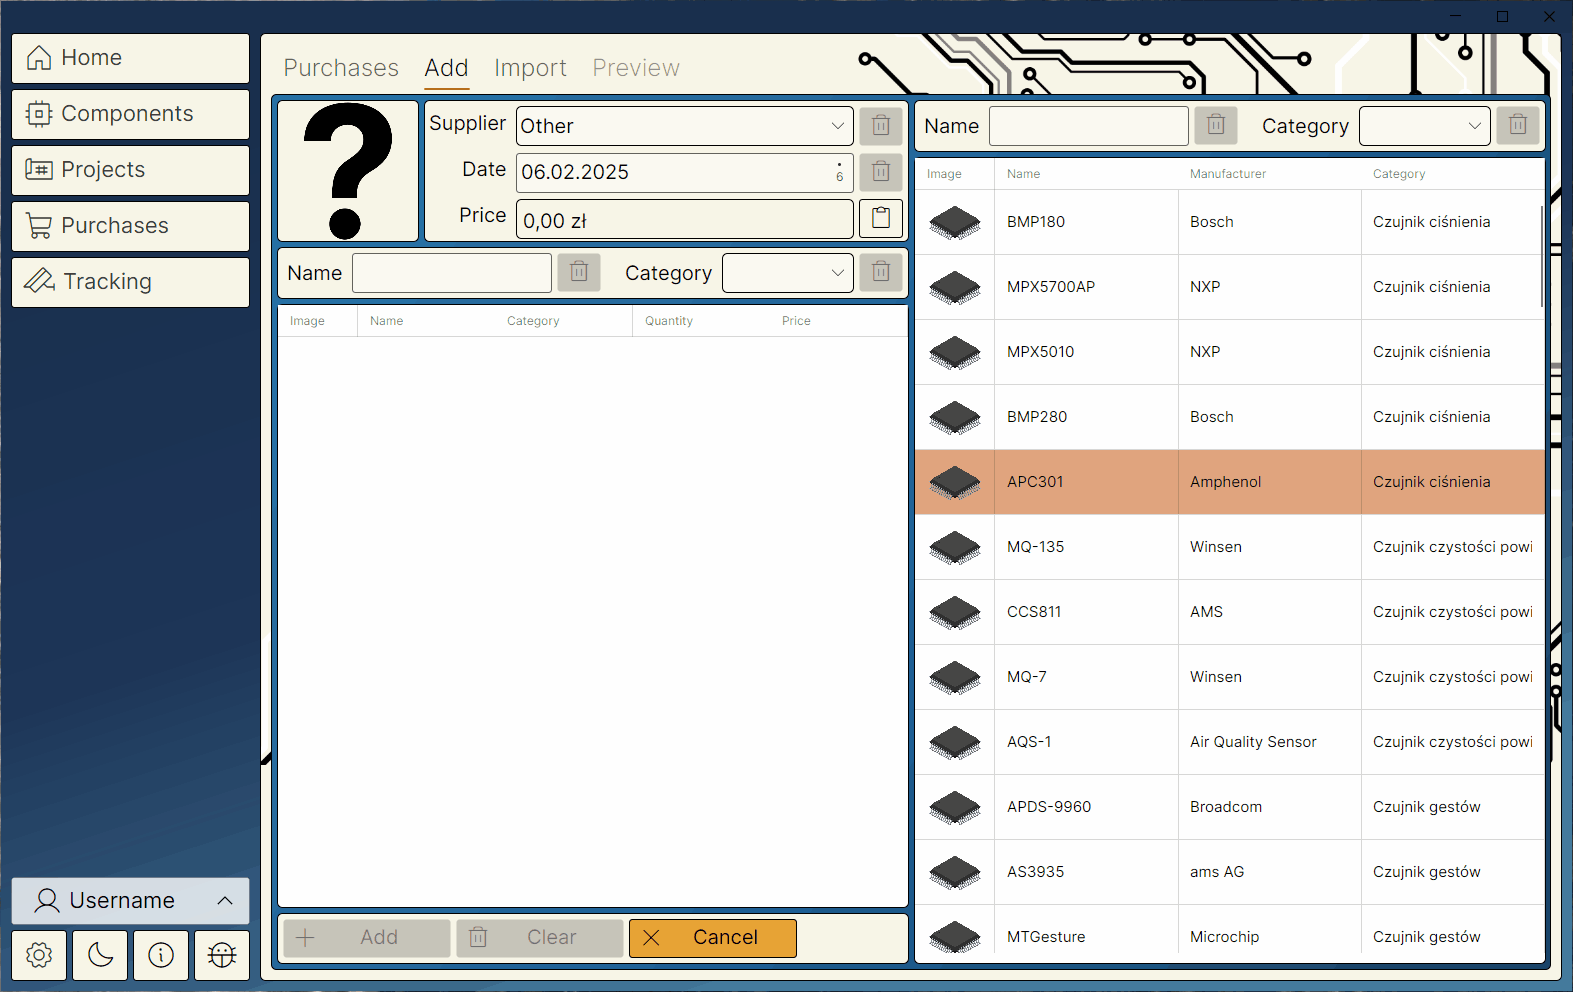 Home
Components
Projects
Purchases
Tracking
Username
Purchases Add Import Preview
?
Supplier Other
Date 06.02.2025 6
Price 0,00 zł
Name Category
Image Name Category Quantity Price
Add Clear Cancel
Name Category
Image Name Manufacturer Category
BMP180 Bosch Czujnik ciśnienia
MPX5700AP NXP Czujnik ciśnienia
MPX5010 NXP Czujnik ciśnienia
BMP280 Bosch Czujnik ciśnienia
APC301 Amphenol Czujnik ciśnienia
MQ-135 Winsen Czujnik czystości powi
CCS811 AMS Czujnik czystości powi
MQ-7 Winsen Czujnik czystości powi
AQS-1 Air Quality Sensor Czujnik czystości powi
APDS-9960 Broadcom Czujnik gestów
AS3935 ams AG Czujnik gestów
MTGesture Microchip Czujnik gestów